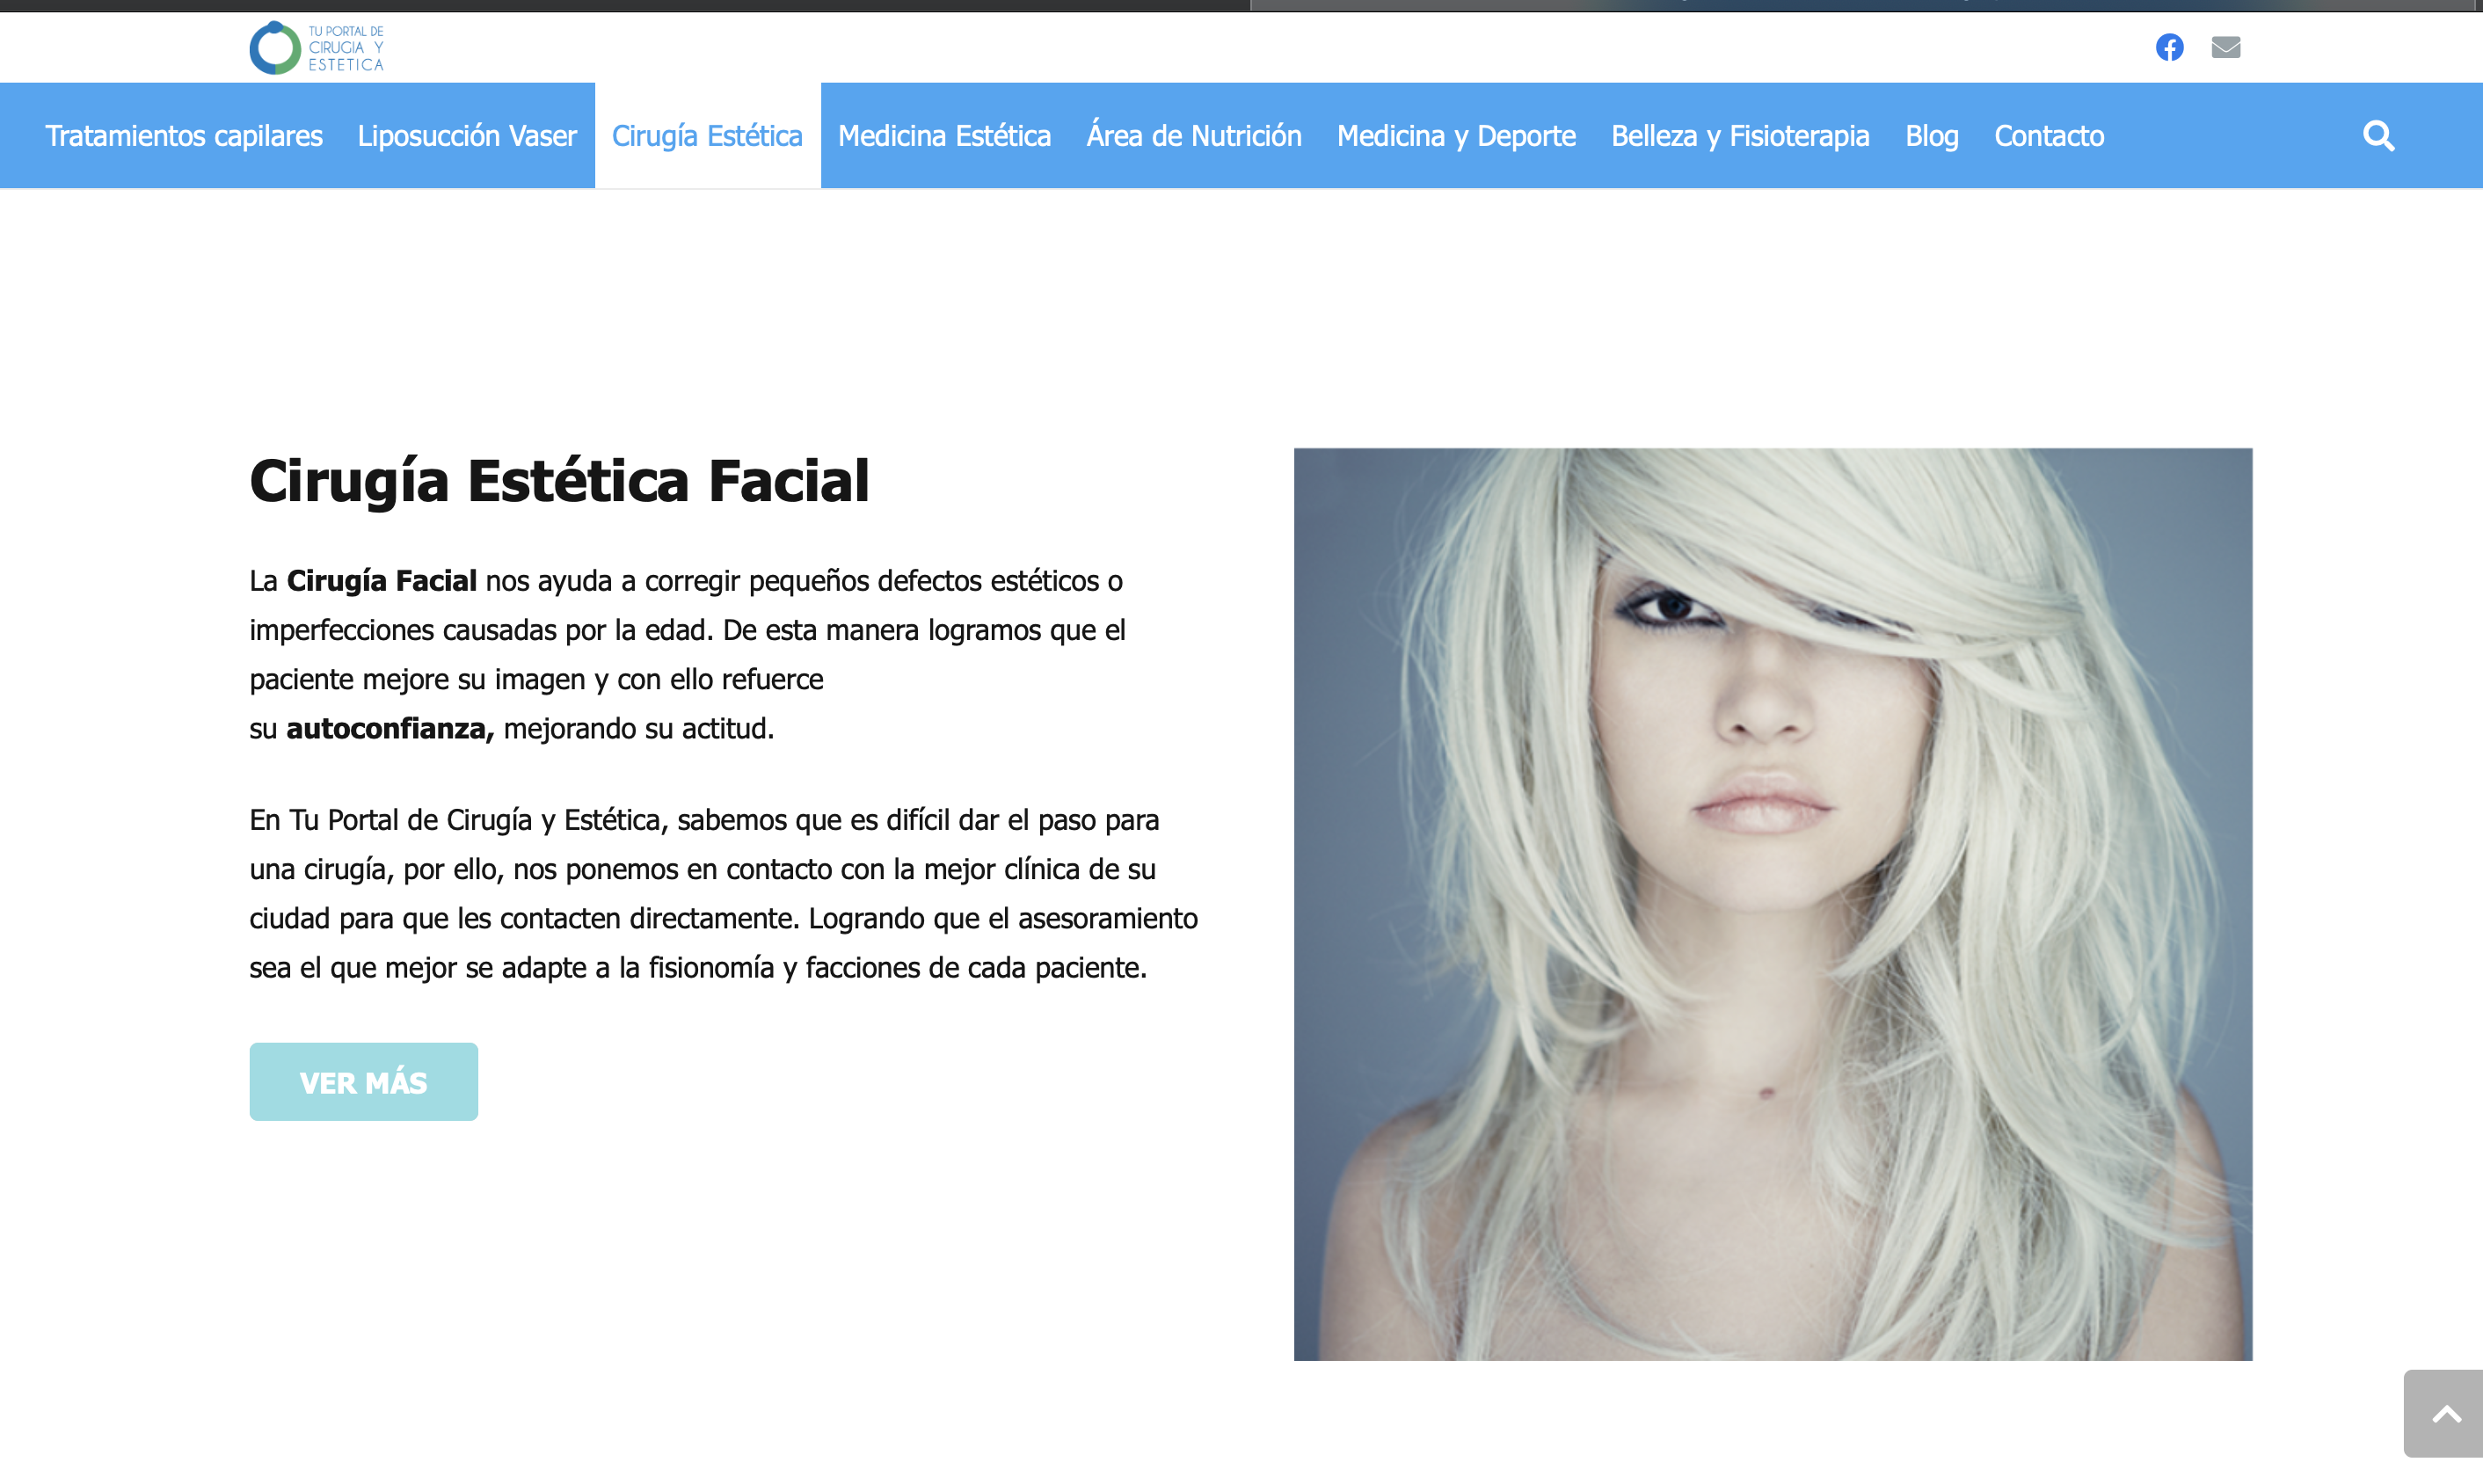 TU PORTAL DE
CIRUGIA Y
ESTETICA
Tratamientos capilares Liposucción Vaser Cirugía Estética Medicina Estética Área de Nutrición Medicina y Deporte Belleza y Fisioterapia Blog Contacto
Cirugía Estética Facial
La Cirugía Facial nos ayuda a corregir pequeños defectos estéticos o
imperfecciones causadas por la edad. De esta manera logramos que el
paciente mejore su imagen y con ello refuerce
su autoconfianza, mejorando su actitud.
En Tu Portal de Cirugía y Estética, sabemos que es difícil dar el paso para
una cirugía, por ello, nos ponemos en contacto con la mejor clínica de su
ciudad para que les contacten directamente. Logrando que el asesoramiento
sea el que mejor se adapte a la fisionomía y facciones de cada paciente.
VER MÁS